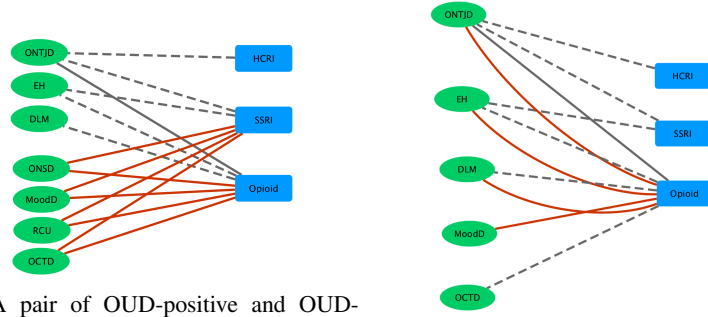 ONTJD
EH
DLM
ONSD
MoodD
RCU
OCTD
HCRI
SSRI
Opioid
A pair of OUD-positive and OUD-
ONTJD
EH
DLM
MoodD
OCTD
HCRI
SSRI
Opioid